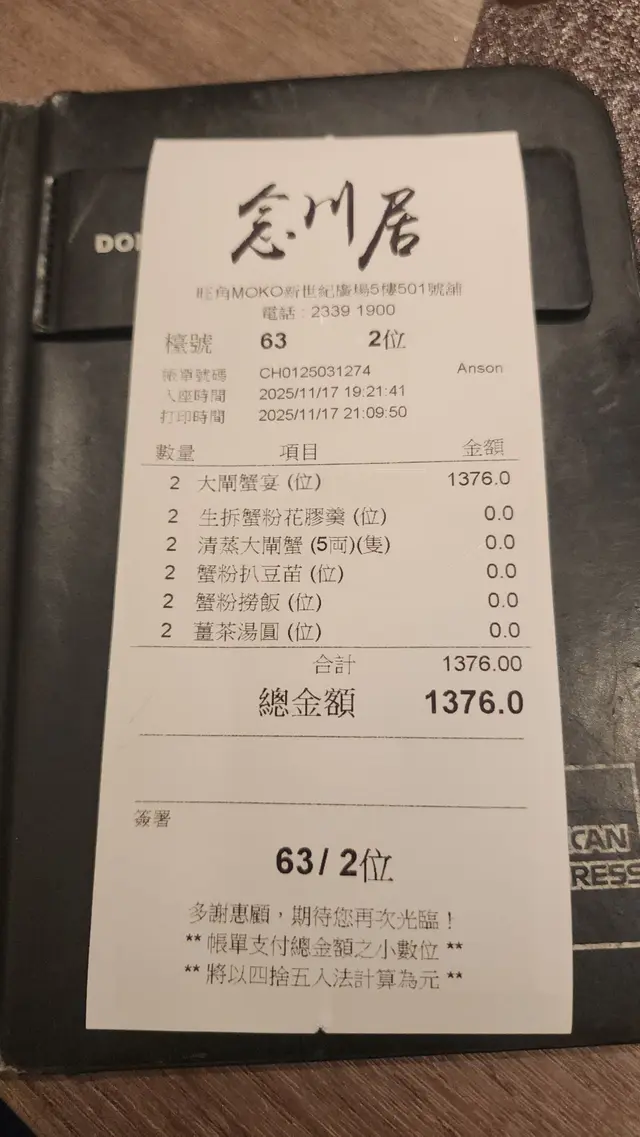 念川居
旺角MOKO新世紀廣場5樓501號舖
電話：2339 1900
檯號 63 2位
帳單號碼 CH0125031274 Anson
入座時間 2025/11/17 19:21:41
打印時間 2025/11/17 21:09:50
數量 項目 金額
2 大閘蟹宴 (位) 1376.0
2 生拆蟹粉花膠羹 (位) 0.0
2 清蒸大閘蟹 (5両)(隻) 0.0
2 蟹粉扒豆苗 (位) 0.0
2 蟹粉撈飯 (位) 0.0
2 薑茶湯圓 (位) 0.0
合計 1376.00
總金額 1376.0
簽署
63/ 2位
多謝惠顧，期待您再次光臨！
** 帳單支付總金額之小數位 **
** 將以四捨五入法計算為元 **
DO
CAN
RESS